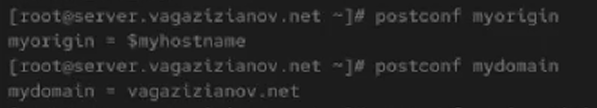 [root@server.vagazizianov.net ~]# postconf myorigin
myorigin = $myhostname
[root@server.vagazizianov.net ~]# postconf mydomain
mydomain = vagazizianov.net